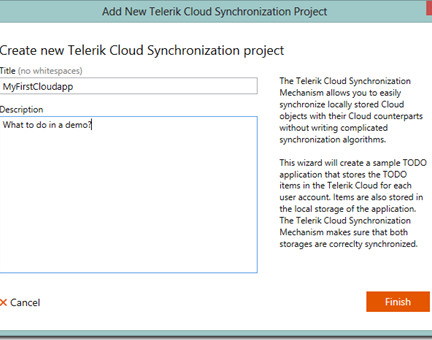 Add New Telerik Cloud Synchronization Project
Create new Telerik Cloud Synchronization project
Title (no whitespaces)
MyFirstCloudapp
Description
What to do in a demo?
The Telerik Cloud Synchronization
Mechanism allows you to easily
synchronize locally stored Cloud
objects with their Cloud counterparts
without writing complicated
synchronization algorithms.
This wizard will create a sample TODO
application that stores the TODO
items in the Telerik Cloud for each
user account. Items are also stored in
the local storage of the application.
The Telerik Cloud Synchronization
Mechanism makes sure that both
storages are correclty synchronized.
Cancel
Finish